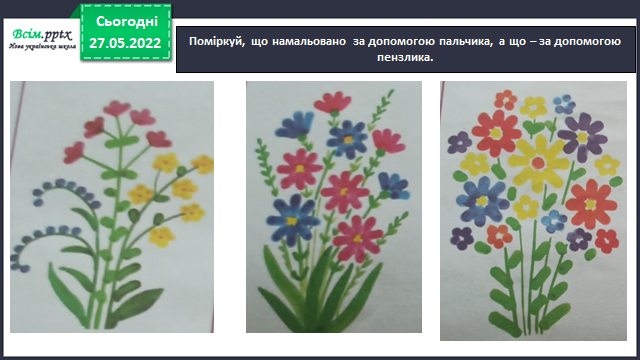 Сьогодні
27.05.2022
Всім.pptx
Нова українська школа
Поміркуй, що намальовано за допомогою пальчика, а що – за допомогою
пензлика.